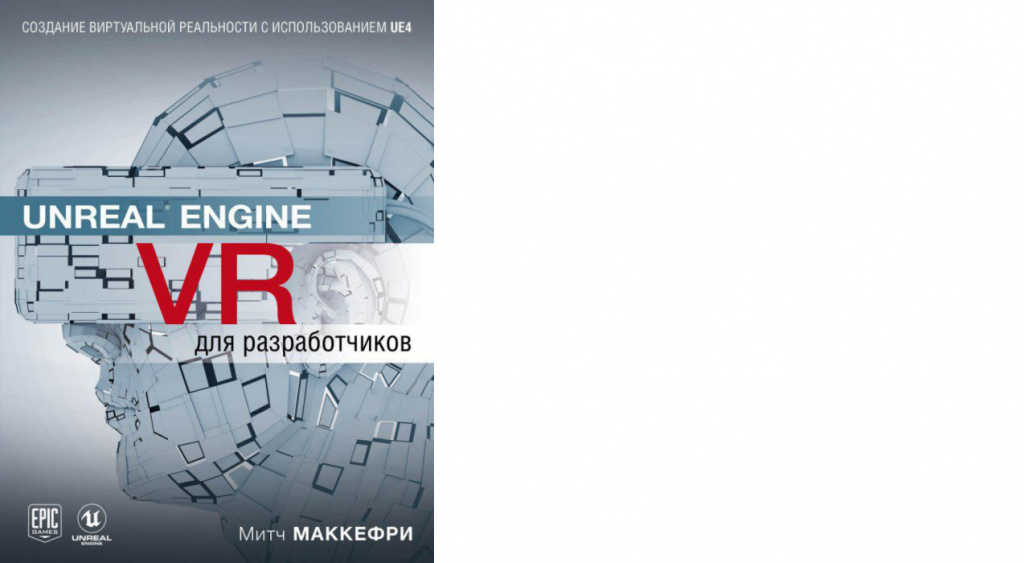 СОЗДАНИЕ ВИРТУАЛЬНОЙ РЕАЛЬНОСТИ С ИСПОЛЬЗОВАНИЕМ UE4
UNREAL ENGINE
VR
для разработчиков
EPIC
GAMES
UNREAL
ENGINE
Митч МАККЕФРИ